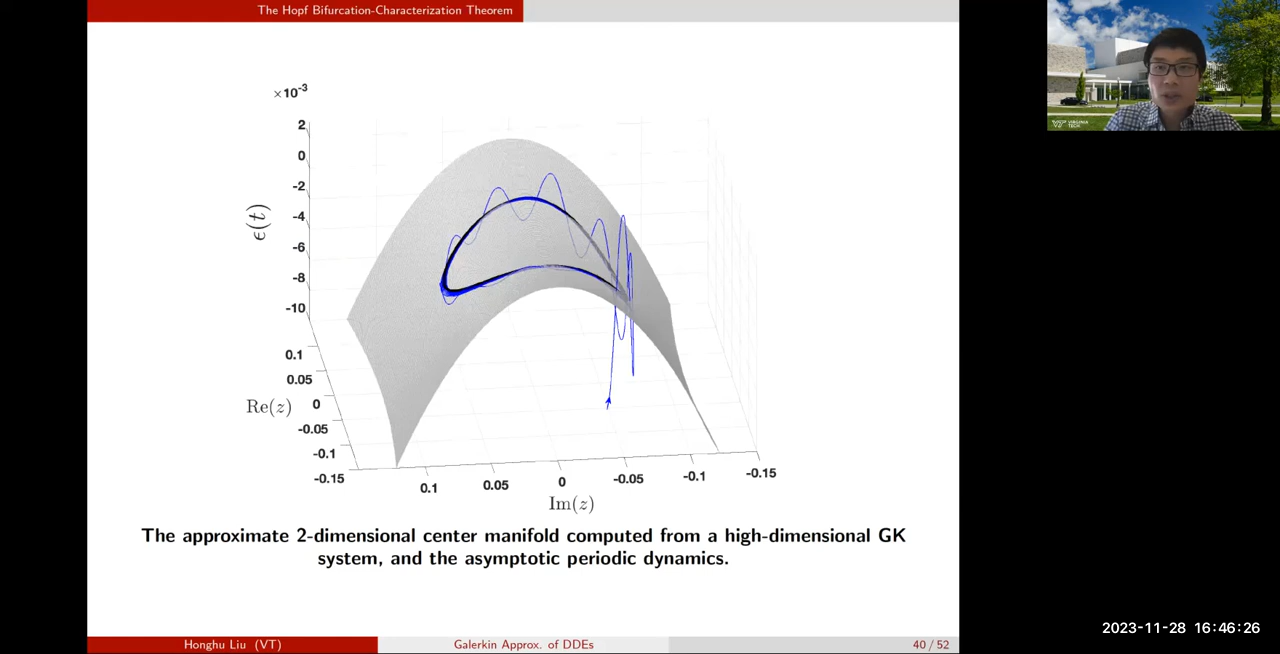 The Hopf Bifurcation-Characterization Theorem
×10⁻³
2
0
-2
-4
-6
-8
-10
ϵ(t)
0.1
0.05
Re(z) 0
-0.05
-0.1
-0.15
0.1 0.05 0 -0.05 -0.1 -0.15
Im(z)
The approximate 2-dimensional center manifold computed from a high-dimensional GK
system, and the asymptotic periodic dynamics.
Honghu Liu (VT) Galerkin Approx. of DDEs 40 / 52
VIRGINIA
TECH
2023-11-28 16:46:26